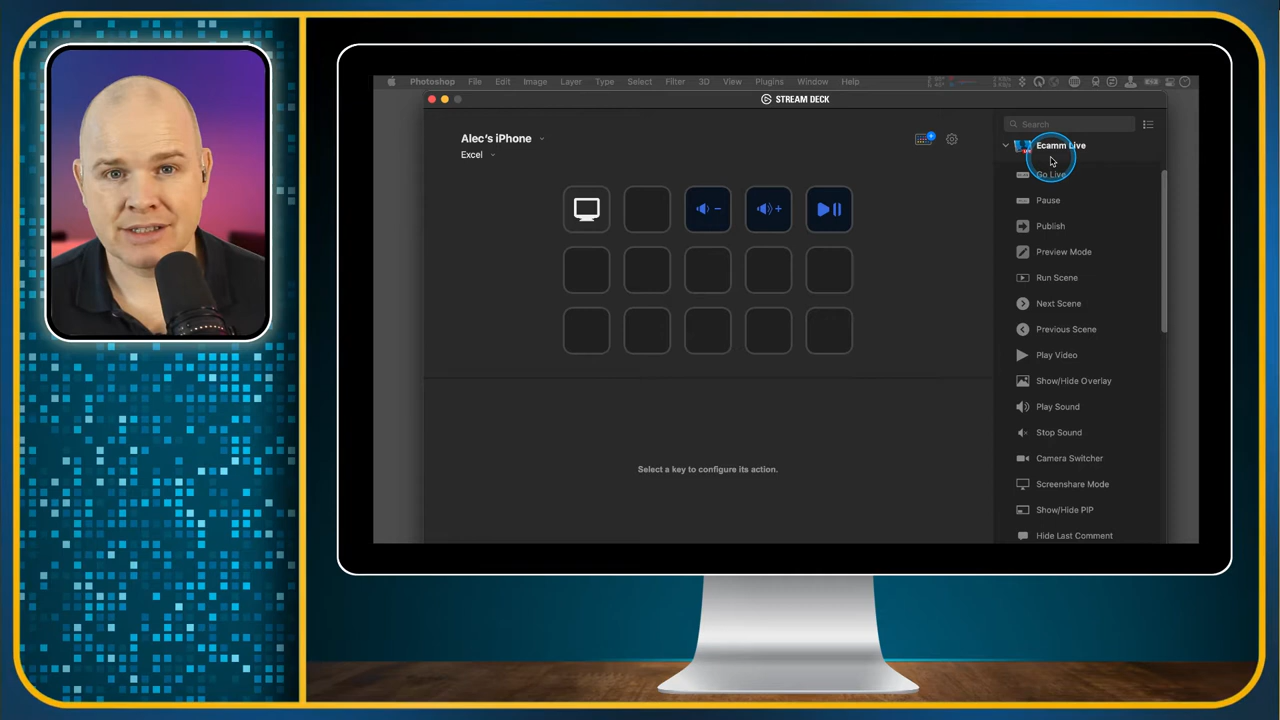 Photoshop File Edit Image Layer Type Select Filter 3D View Plugins Window Help
STREAM DECK
Alec's iPhone
Excel
Search
Ecamm Live
Go Live
Pause
Publish
Preview Mode
Run Scene
Next Scene
Previous Scene
Play Video
Show/Hide Overlay
Play Sound
Stop Sound
Camera Switcher
Screenshare Mode
Show/Hide PIP
Hide Last Comment
Select a key to configure its action.